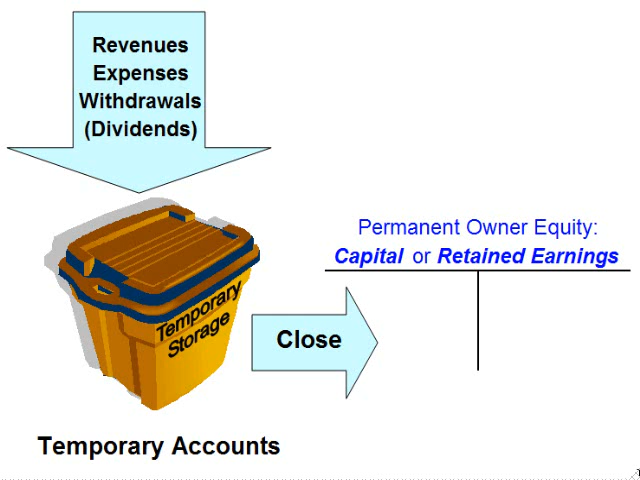 Revenues
Expenses
Withdrawals
(Dividends)
Permanent Owner Equity:
Capital or Retained Earnings
Temporary
Storage
Close
Temporary Accounts